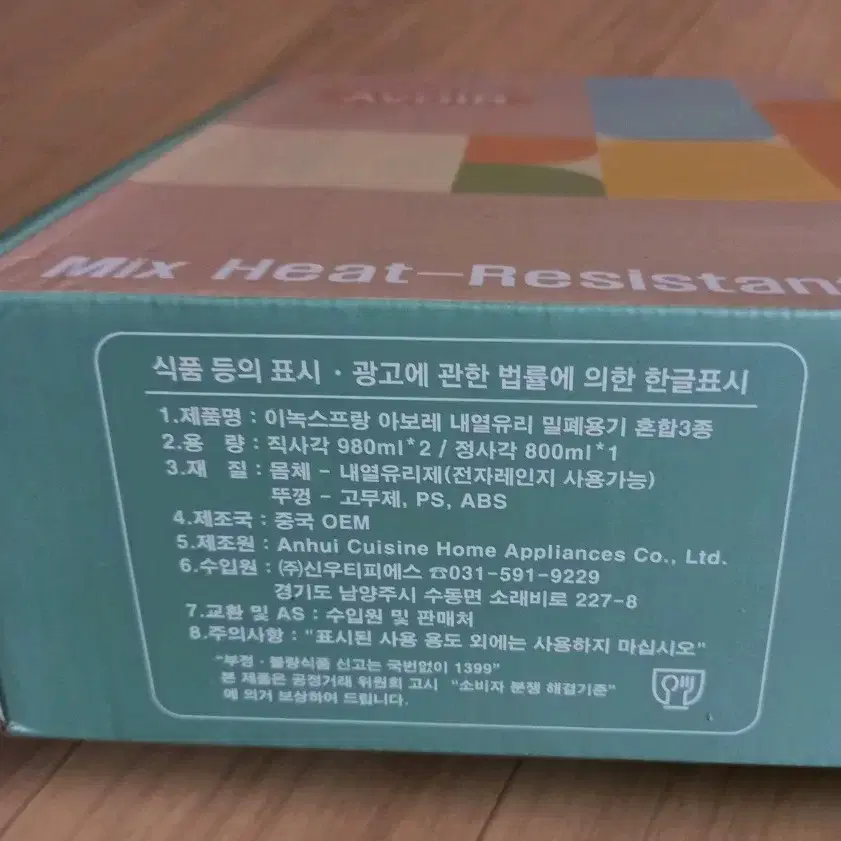 Mix Heat-Resistant
식품 등의 표시 · 광고에 관한 법률에 의한 한글표시
1.제품명 : 이녹스프랑 아보레 내열유리 밀폐용기 혼합3종
2.용 량 : 직사각 980ml*2 / 정사각 800ml*1
3.재 질 : 몸체 - 내열유리제(전자레인지 사용가능)
뚜껑 - 고무제, PS, ABS
4.제조국 : 중국 OEM
5.제조원 : Anhui Cuisine Home Appliances Co., Ltd.
6.수입원 : (주)신우티피에스 ☎031-591-9229
경기도 남양주시 수동면 소래비로 227-8
7.교환 및 AS : 수입원 및 판매처
8.주의사항 : "표시된 사용 용도 외에는 사용하지 마십시오"
"부정 · 불량식품 신고는 국번없이 1399"
본 제품은 공정거래 위원회 고시 "소비자 분쟁 해결기준"
에 의거 보상하여 드립니다.